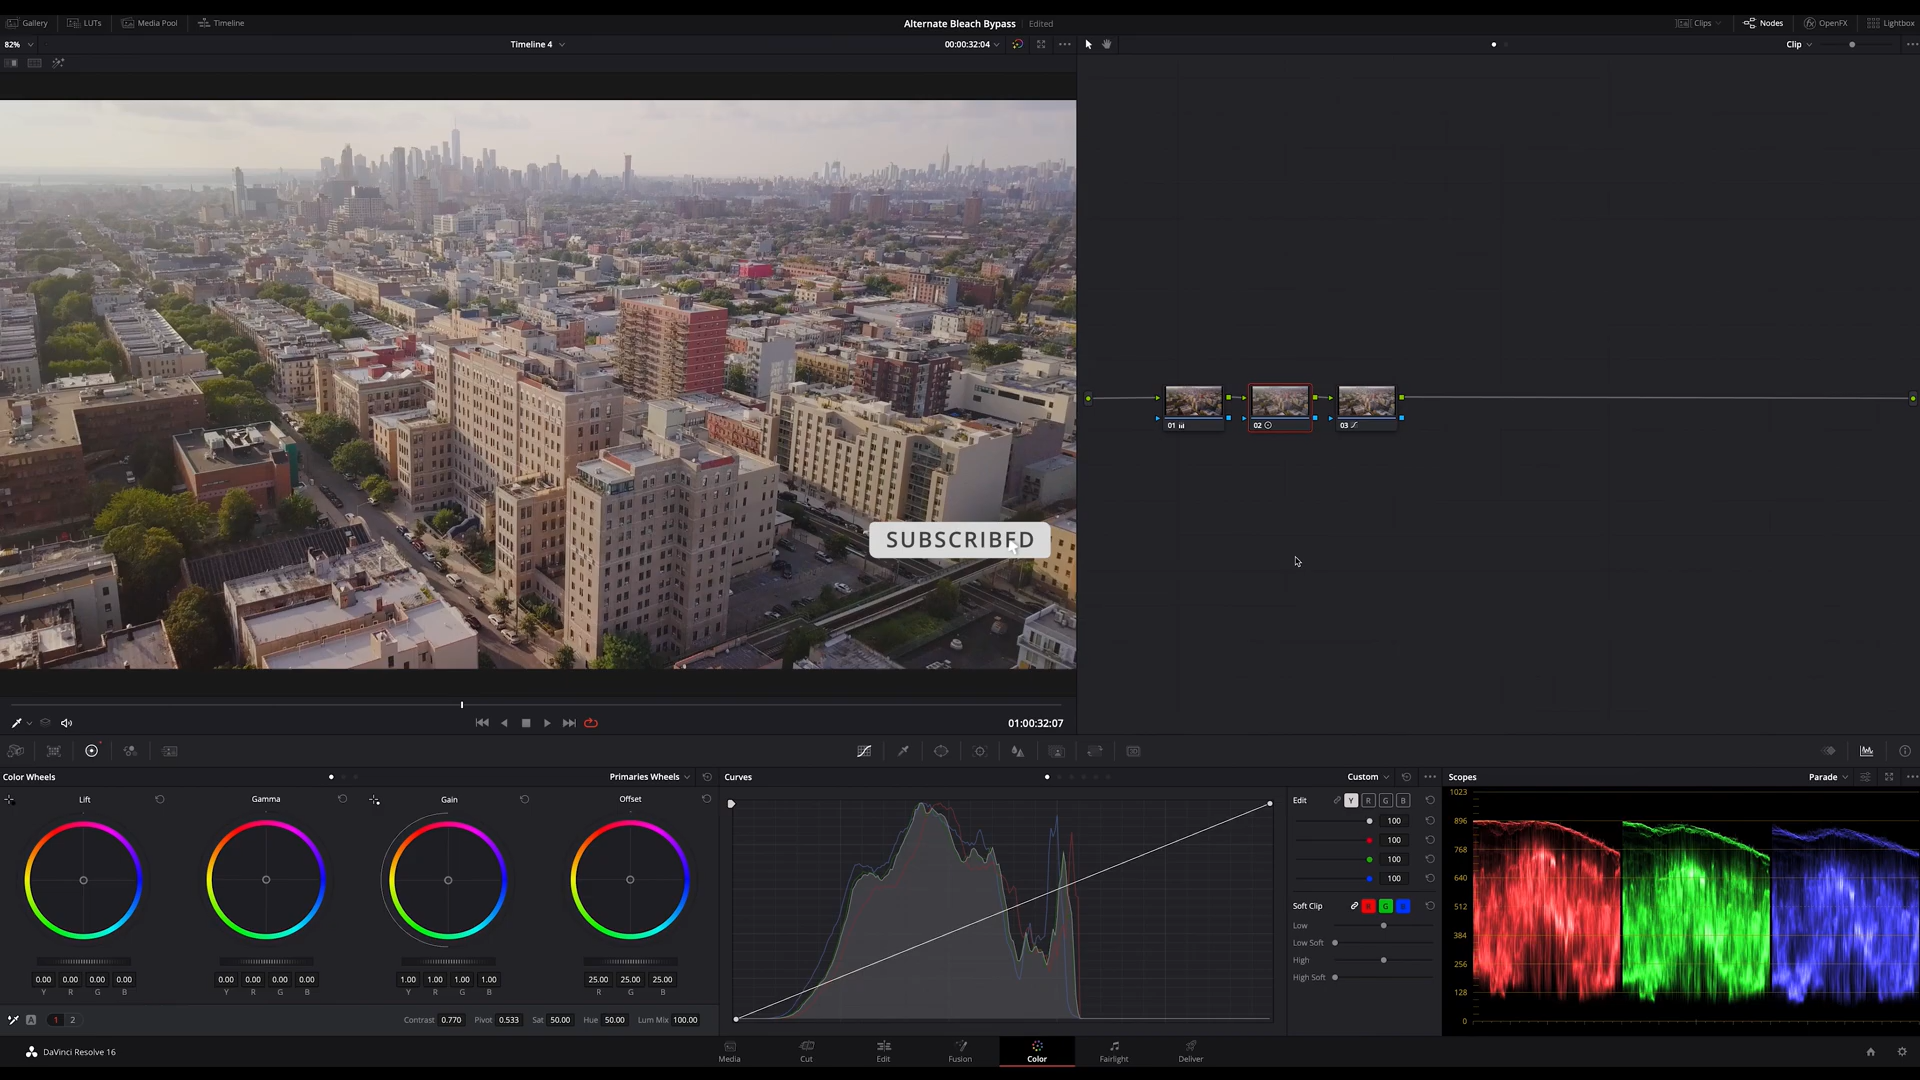 Gallery LUTs Media Pool Timeline Alternate Bleach Bypass Edited Clips Nodes OpenFX Lightbox
82% Timeline 4 00:00:32:04 Clip
01 02 03
SUBSCRIBED
01:00:32:07
Color Wheels Primaries Wheels Curves Custom Scopes Parade
Lift Gamma Gain Offset
Edit Y R G B
100
100
100
100
Soft Clip R G B
Low
Low Soft
High
High Soft
1023
896
768
640
512
384
256
128
0
0.00 0.00 0.00 0.00 0.00 0.00 0.00 0.00 1.00 1.00 1.00 1.00 25.00 25.00 25.00
Y R G B Y R G B Y R G B R G B
A 1 2 Contrast 0.770 Pivot 0.533 Sat 50.00 Hue 50.00 Lum Mix 100.00
DaVinci Resolve 16 Media Cut Edit Fusion Color Fairlight Deliver